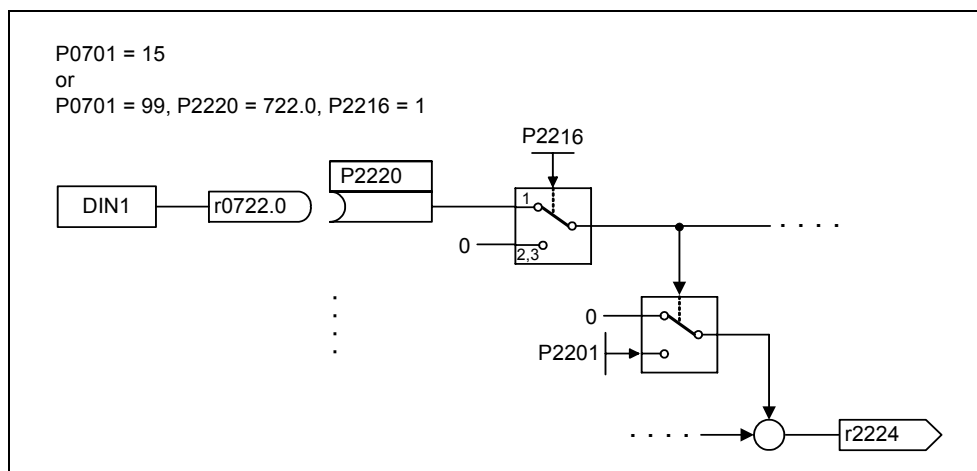 P0701 = 15
or
P0701 = 99, P2220 = 722.0, P2216 = 1
P2216
P2220
DIN1
r0722.0
1
0
2,3
0
P2201
r2224